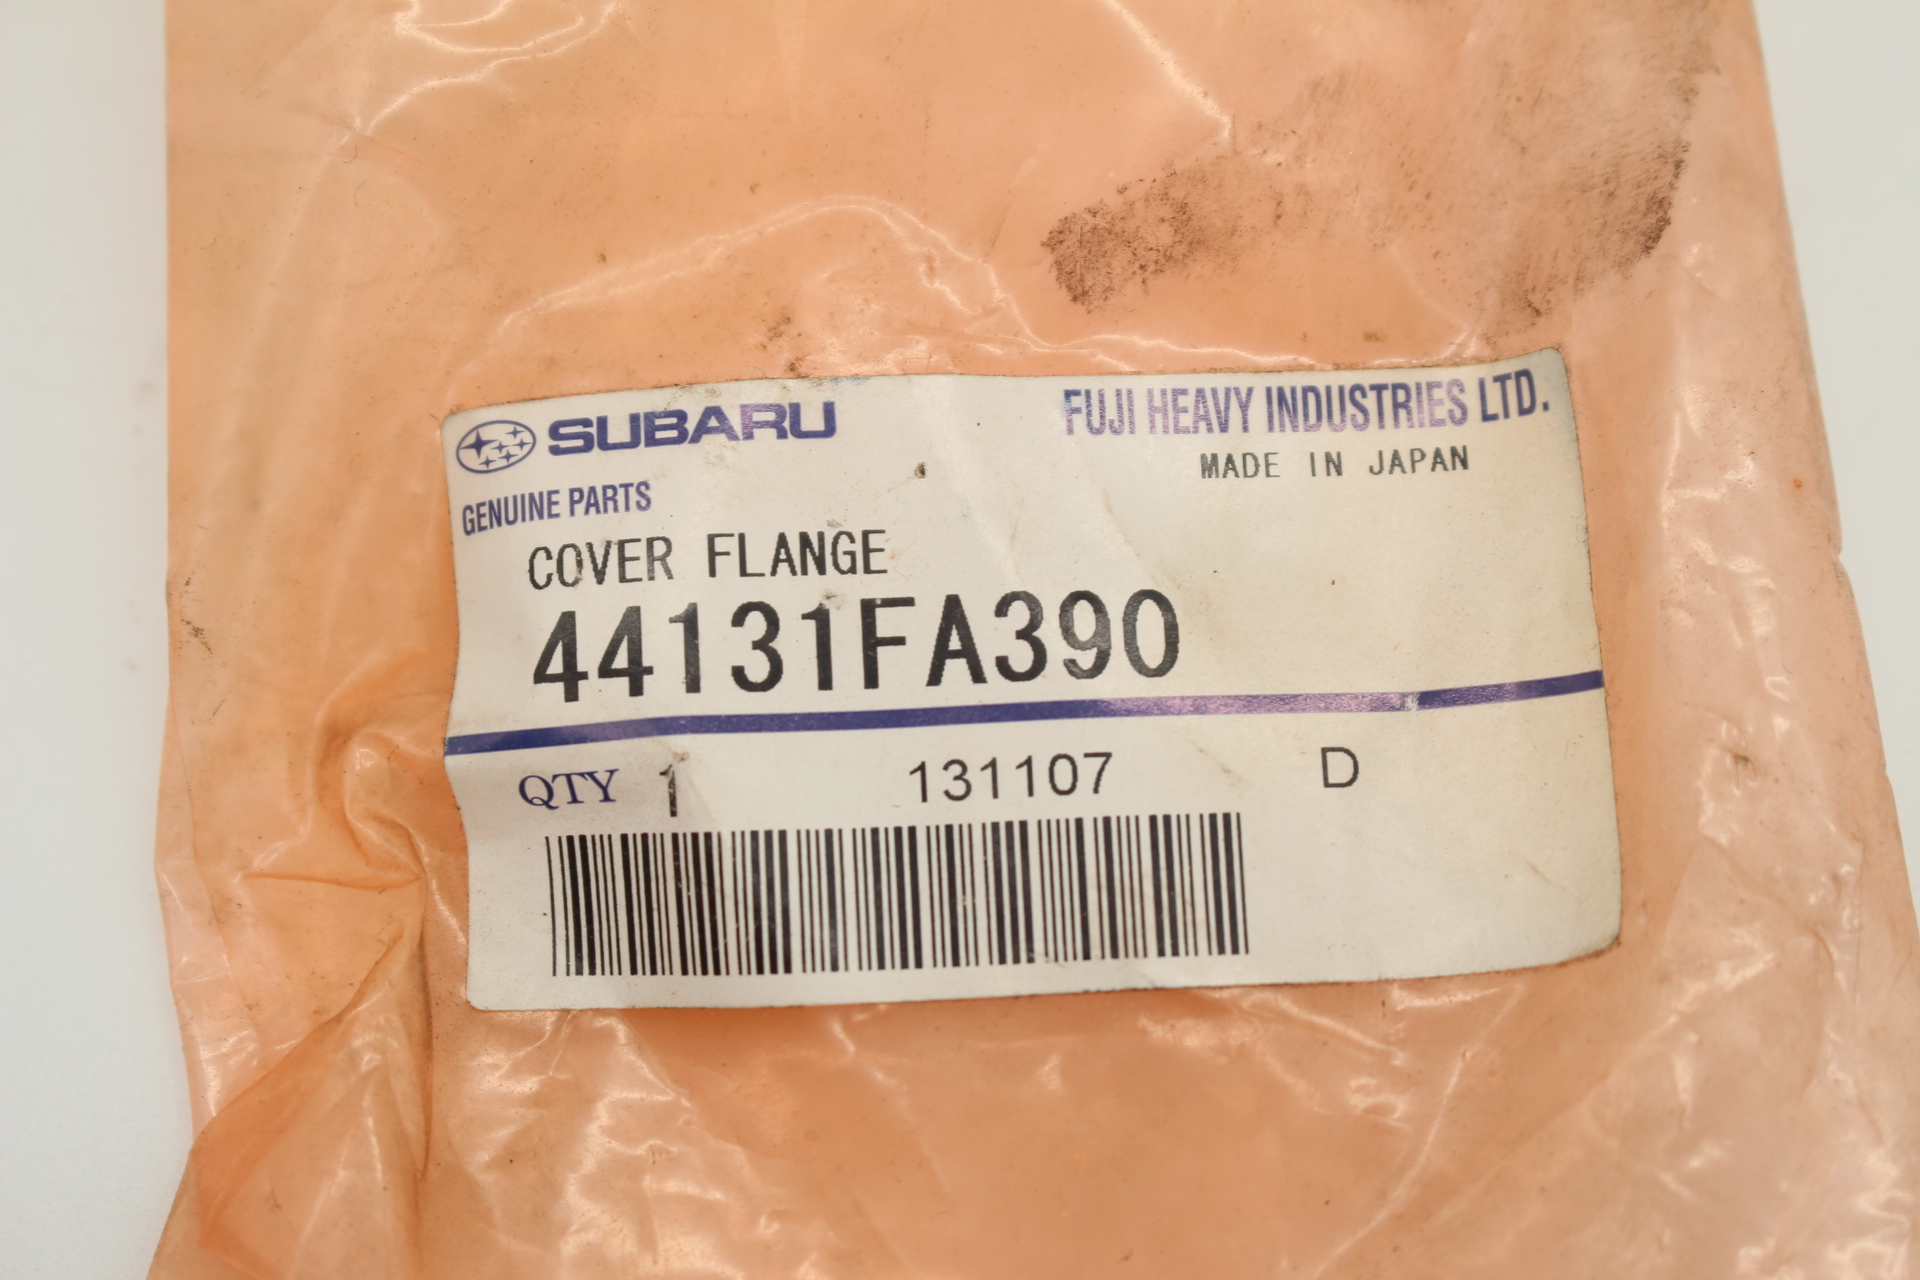 SUBARU
FUJI HEAVY INDUSTRIES LTD.
MADE IN JAPAN
GENUINE PARTS
COVER FLANGE
44131FA390
QTY 1 131107 D